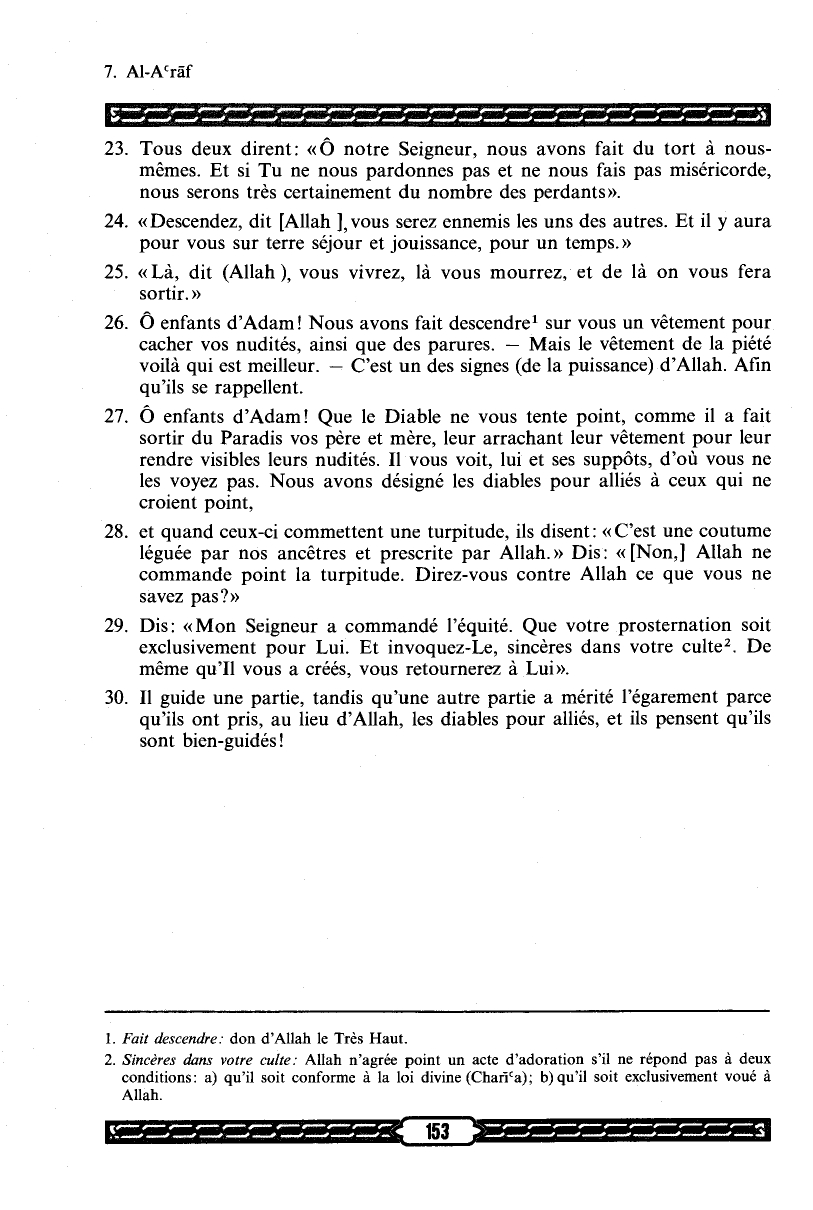 7. Al-Aᶜrāf
23. Tous deux dirent: «Ô notre Seigneur, nous avons fait du tort à nous-
mêmes. Et si Tu ne nous pardonnes pas et ne nous fais pas miséricorde,
nous serons très certainement du nombre des perdants».
24. «Descendez, dit [Allah ], vous serez ennemis les uns des autres. Et il y aura
pour vous sur terre séjour et jouissance, pour un temps.»
25. «Là, dit (Allah ), vous vivrez, là vous mourrez, et de là on vous fera
sortir.»
26. Ô enfants d'Adam! Nous avons fait descendre¹ sur vous un vêtement pour
cacher vos nudités, ainsi que des parures. — Mais le vêtement de la piété
voilà qui est meilleur. — C'est un des signes (de la puissance) d'Allah. Afin
qu'ils se rappellent.
27. Ô enfants d'Adam! Que le Diable ne vous tente point, comme il a fait
sortir du Paradis vos père et mère, leur arrachant leur vêtement pour leur
rendre visibles leurs nudités. Il vous voit, lui et ses suppôts, d'où vous ne
les voyez pas. Nous avons désigné les diables pour alliés à ceux qui ne
croient point,
28. et quand ceux-ci commettent une turpitude, ils disent: «C'est une coutume
léguée par nos ancêtres et prescrite par Allah.» Dis: «[Non,] Allah ne
commande point la turpitude. Direz-vous contre Allah ce que vous ne
savez pas?»
29. Dis: «Mon Seigneur a commandé l'équité. Que votre prosternation soit
exclusivement pour Lui. Et invoquez-Le, sincères dans votre culte². De
même qu'Il vous a créés, vous retournerez à Lui».
30. Il guide une partie, tandis qu'une autre partie a mérité l'égarement parce
qu'ils ont pris, au lieu d'Allah, les diables pour alliés, et ils pensent qu'ils
sont bien-guidés!
1. Fait descendre: don d'Allah le Très Haut.
2. Sincères dans votre culte: Allah n'agrée point un acte d'adoration s'il ne répond pas à deux
conditions: a) qu'il soit conforme à la loi divine (Charīᶜa); b) qu'il soit exclusivement voué à
Allah.
153